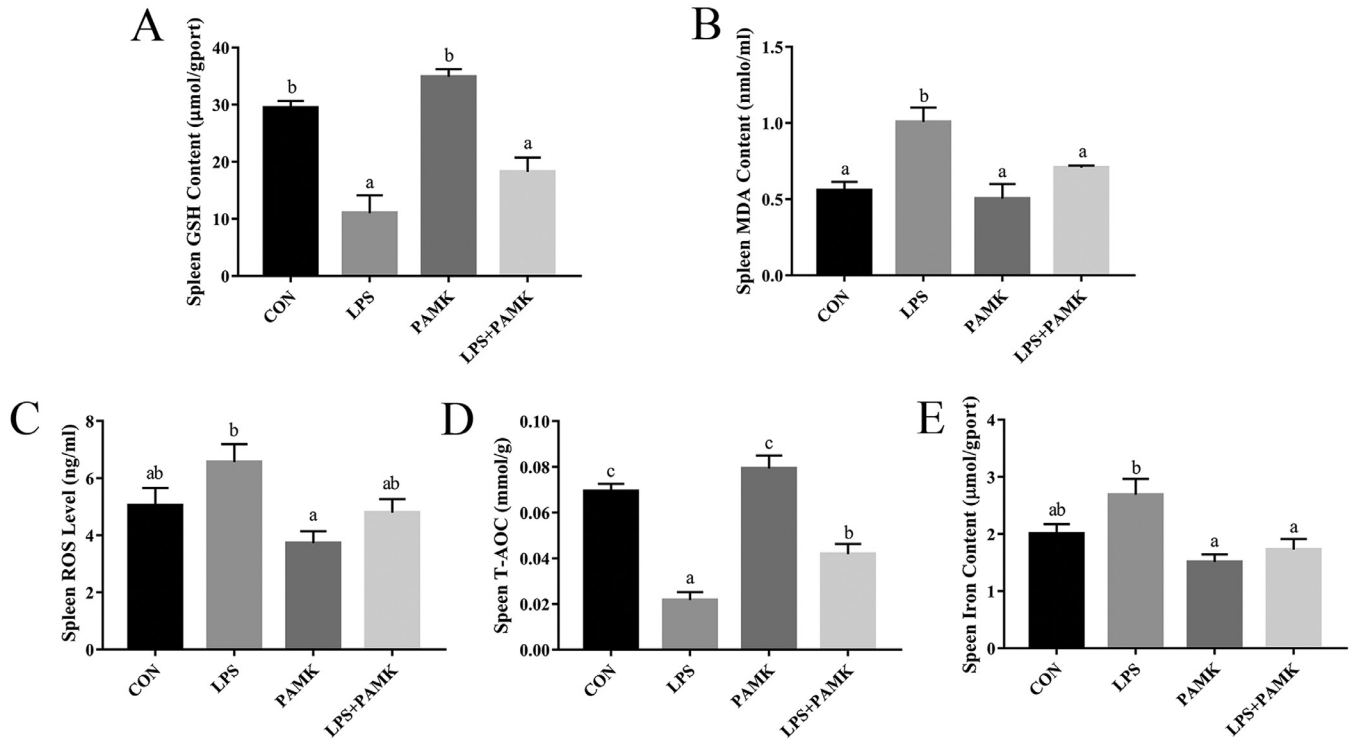 A
Spleen GSH Content (μmol/gport)
40
30
20
10
0
b
a
b
a
CON
LPS
PAMK
LPS+PAMK
B
Spleen MDA Content (nmlo/ml)
1.5
1.0
0.5
0.0
a
b
a
a
CON
LPS
PAMK
LPS+PAMK
C
Spleen ROS Level (ng/ml)
8
6
4
2
0
ab
b
a
ab
CON
LPS
PAMK
LPS+PAMK
D
Speen T-AOC (mmol/g)
0.10
0.08
0.06
0.04
0.02
0.00
c
a
c
b
CON
LPS
PAMK
LPS+PAMK
E
Speen Iron Content (μmol/gport)
4
3
2
1
0
ab
b
a
a
CON
LPS
PAMK
LPS+PAMK